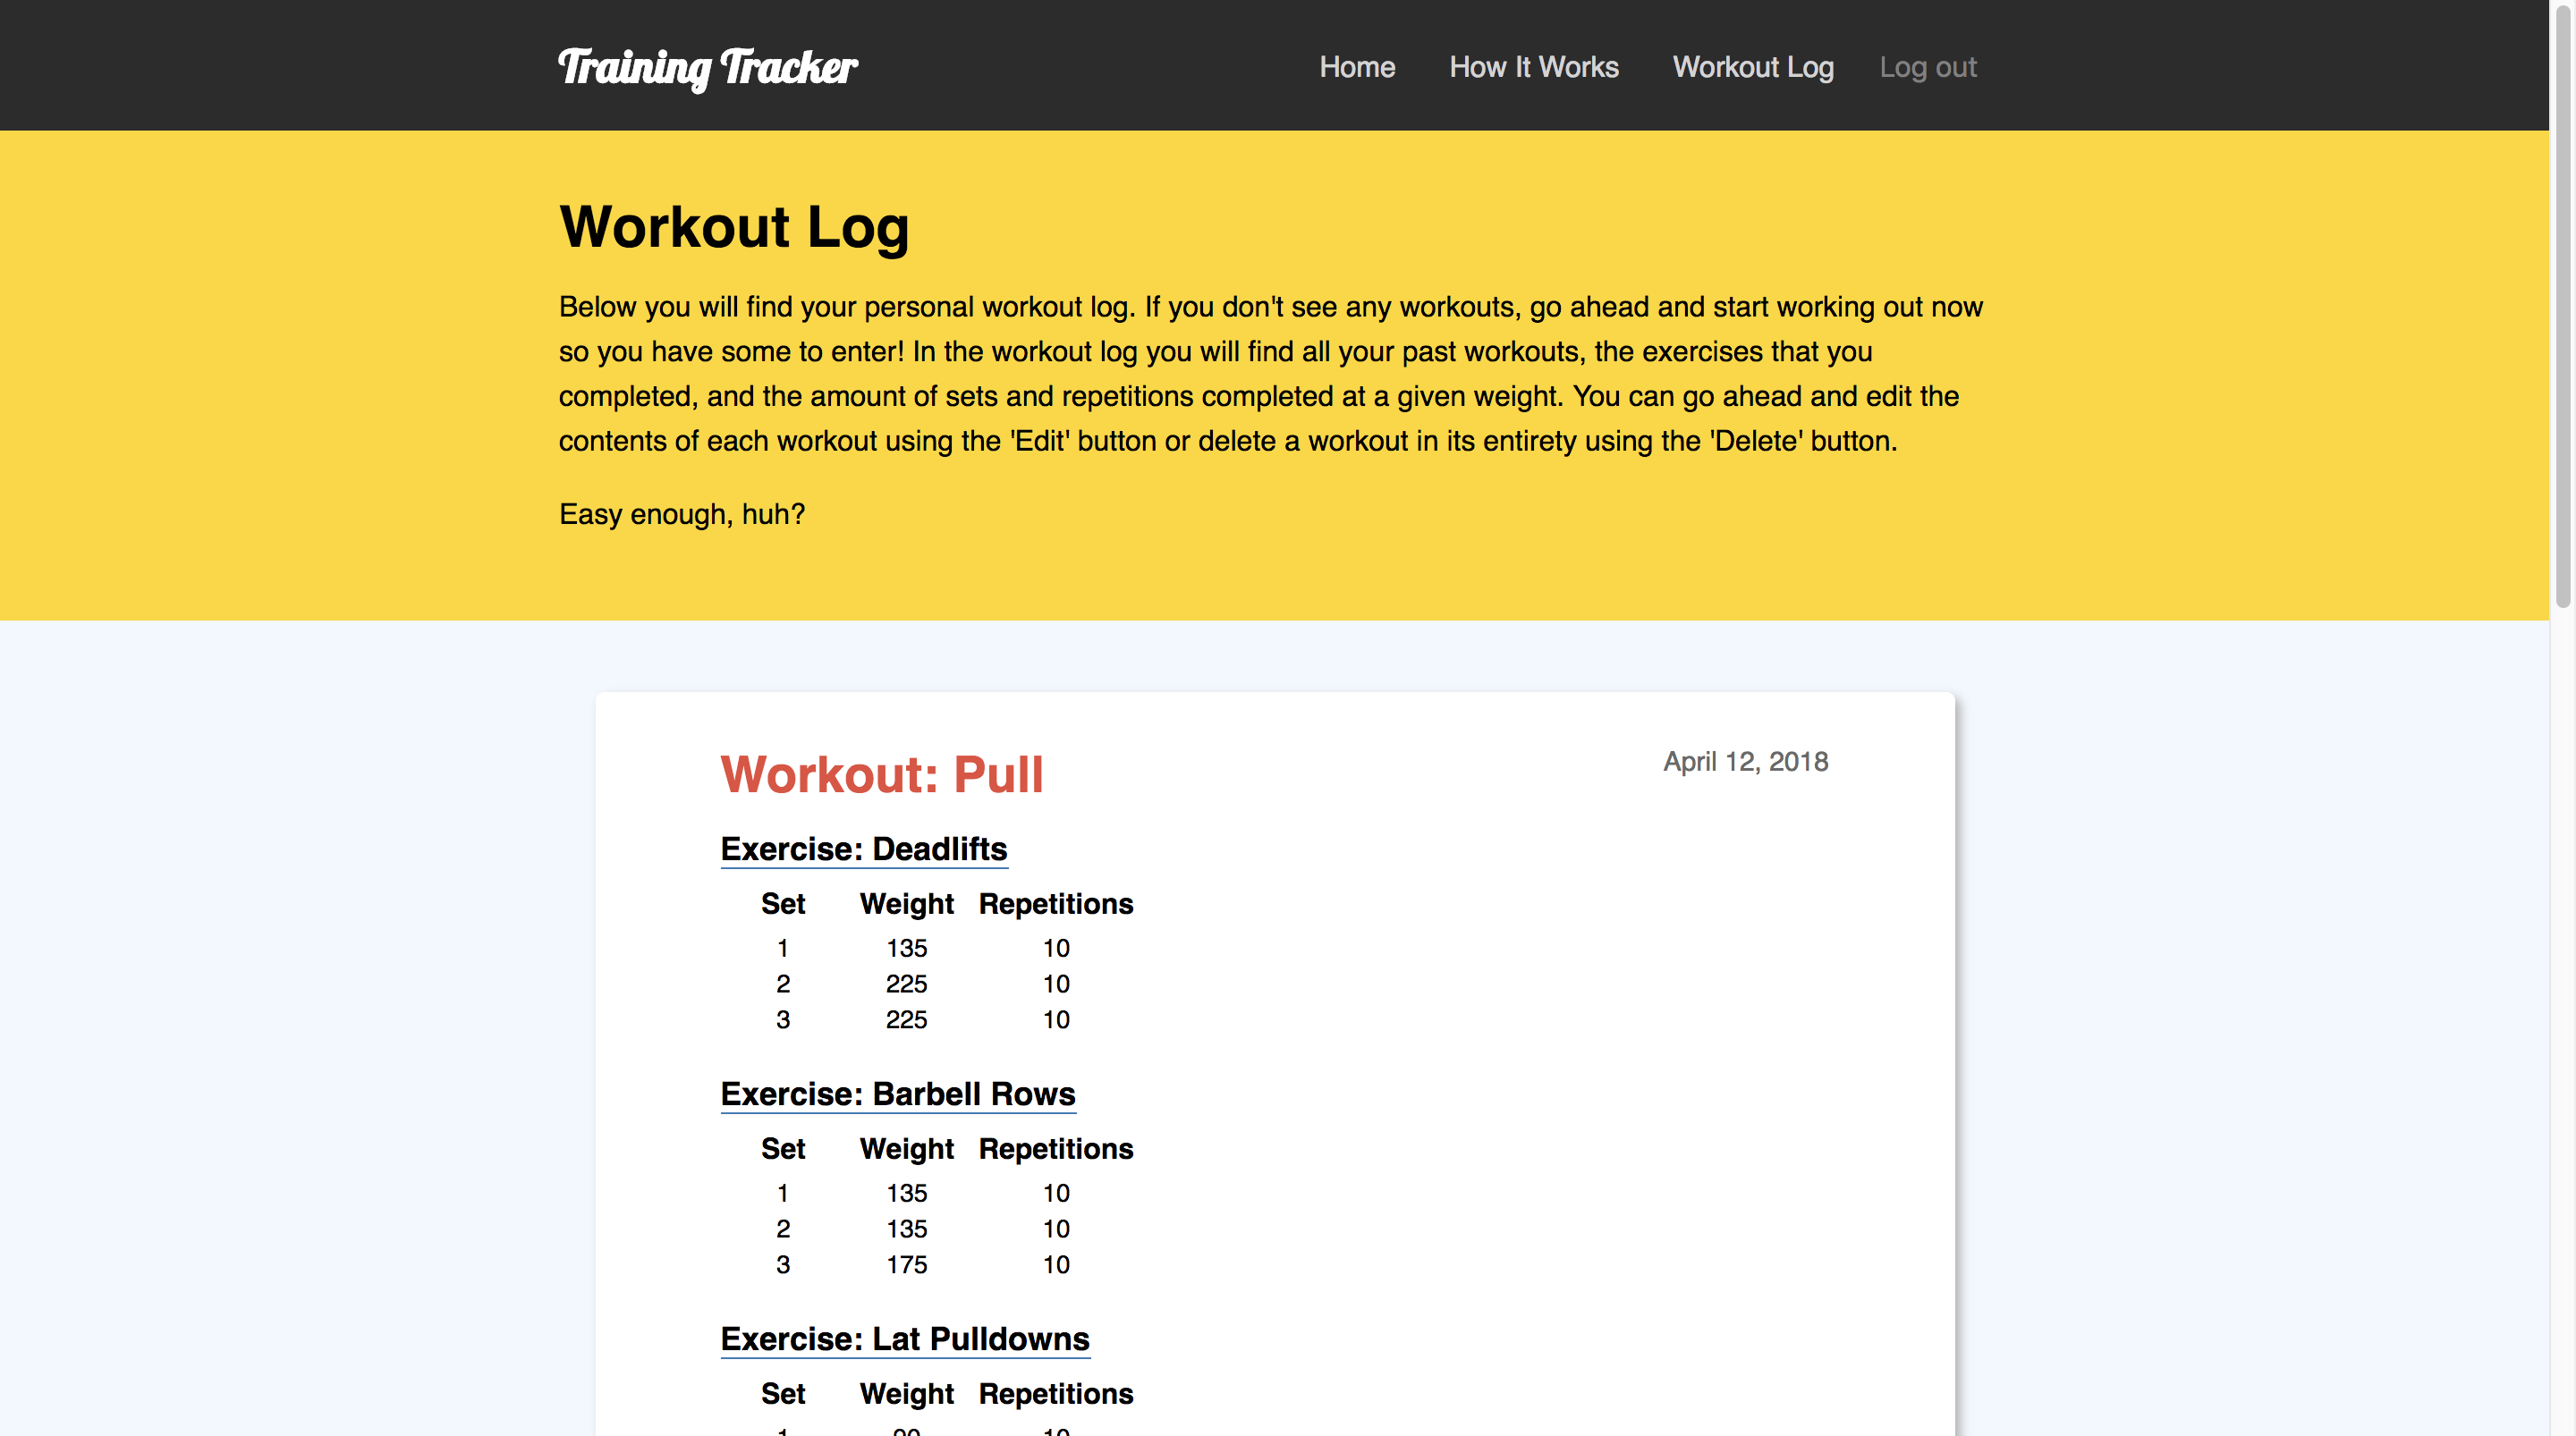 Training Tracker
Home How It Works Workout Log Log out
Workout Log
Below you will find your personal workout log. If you don't see any workouts, go ahead and start working out now
so you have some to enter! In the workout log you will find all your past workouts, the exercises that you
completed, and the amount of sets and repetitions completed at a given weight. You can go ahead and edit the
contents of each workout using the 'Edit' button or delete a workout in its entirety using the 'Delete' button.
Easy enough, huh?
Workout: Pull
April 12, 2018
Exercise: Deadlifts
Set Weight Repetitions
1 135 10
2 225 10
3 225 10
Exercise: Barbell Rows
Set Weight Repetitions
1 135 10
2 135 10
3 175 10
Exercise: Lat Pulldowns
Set Weight Repetitions